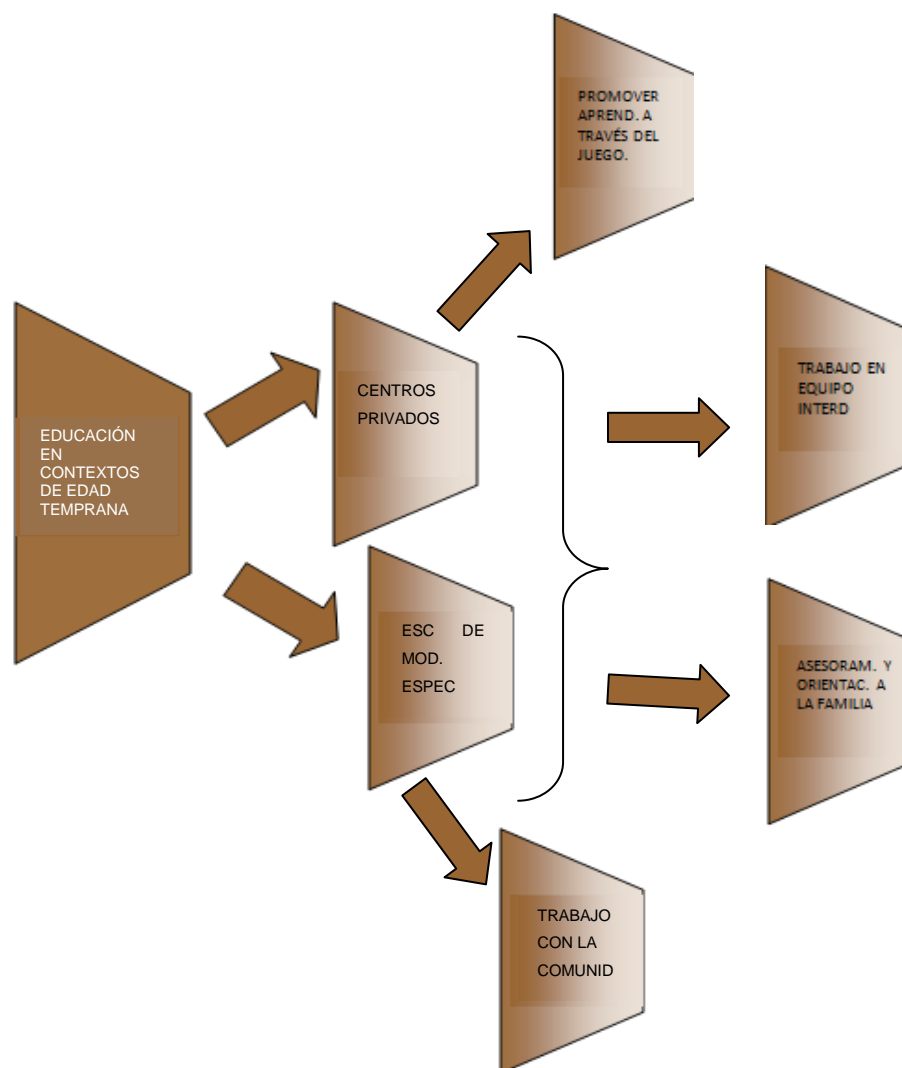 PROMOVER
APREND. A
TRAVÉS DEL
JUEGO.
TRABAJO EN
EQUIPO
INTERD
CENTROS
PRIVADOS
EDUCACIÓN
EN
CONTEXTOS
DE EDAD
TEMPRANA
ESC DE
MOD.
ESPEC
ASESORAM. Y
ORIENTAC. A
LA FAMILIA
TRABAJO
CON LA
COMUNID